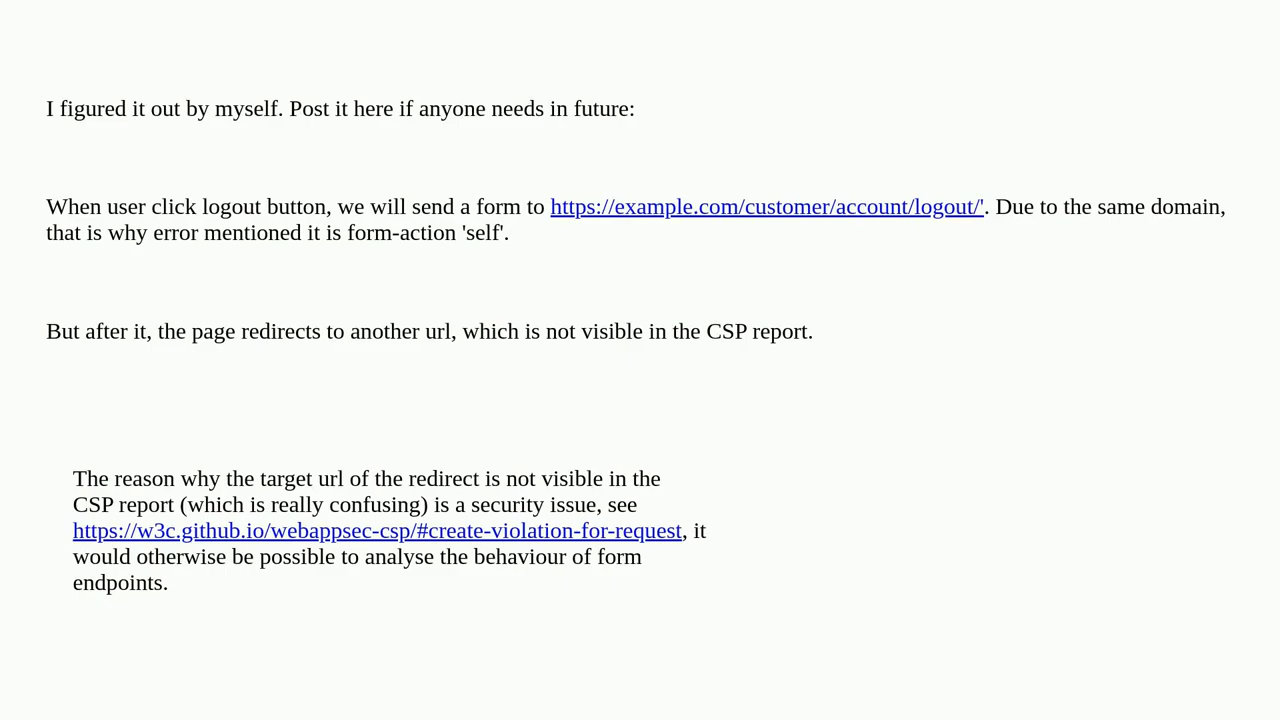 I figured it out by myself. Post it here if anyone needs in future:
When user click logout button, we will send a form to https://example.com/customer/account/logout/'. Due to the same domain,
that is why error mentioned it is form-action 'self'.
But after it, the page redirects to another url, which is not visible in the CSP report.
The reason why the target url of the redirect is not visible in the
CSP report (which is really confusing) is a security issue, see
https://w3c.github.io/webappsec-csp/#create-violation-for-request, it
would otherwise be possible to analyse the behaviour of form
endpoints.